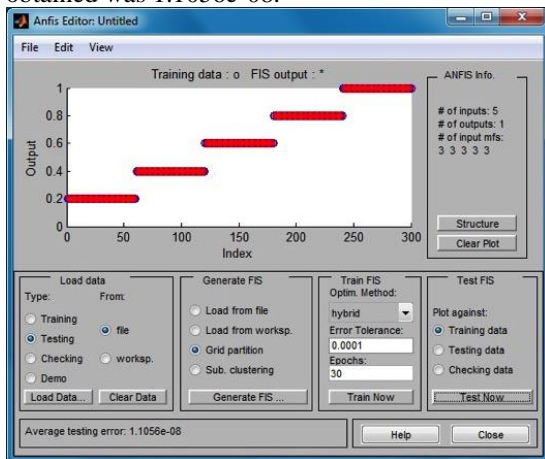 Anfis Editor: Untitled
File Edit View
Training data : o FIS output : *
1
0.8
0.6
0.4
0.2
0
Output
0 50 100 150 200 250 300
Index
ANFIS Info.
# of inputs: 5
# of outputs: 1
# of input mfs:
3 3 3 3 3
Structure
Clear Plot
Load data
Type: From:
Training
Testing
Checking
Demo
file
worksp.
Load Data... Clear Data
Generate FIS
Load from file
Load from worksp.
Grid partition
Sub. clustering
Generate FIS ...
Train FIS
Optim. Method:
hybrid
Error Tolerance:
0.0001
Epochs:
30
Train Now
Test FIS
Plot against:
Training data
Testing data
Checking data
Test Now
Average testing error: 1.1056e-08
Help Close